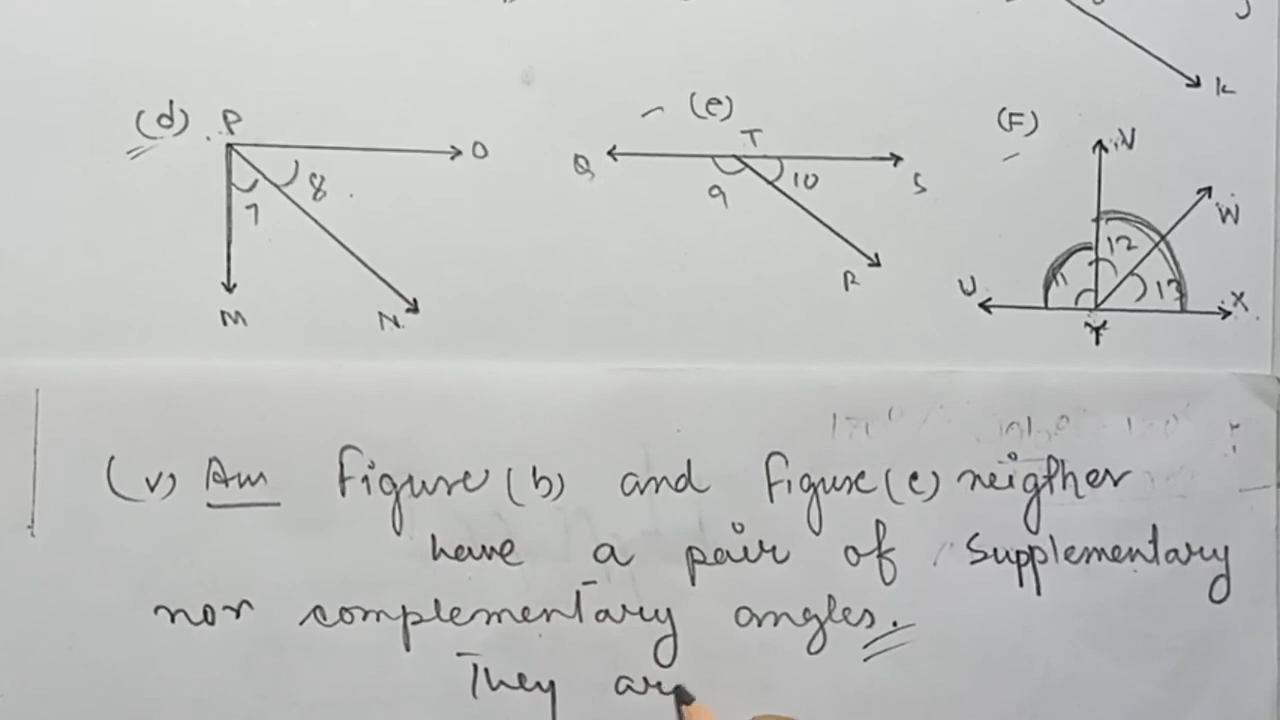 K
(d) P O
(e) T
(F) V
Q S
8
7
9
10
W
12
11
13
U X
R
M N
Y
(v) Ans Figure (b) and figure (c) neigther
have a pair of Supplementary
nor complementary angles.
They are